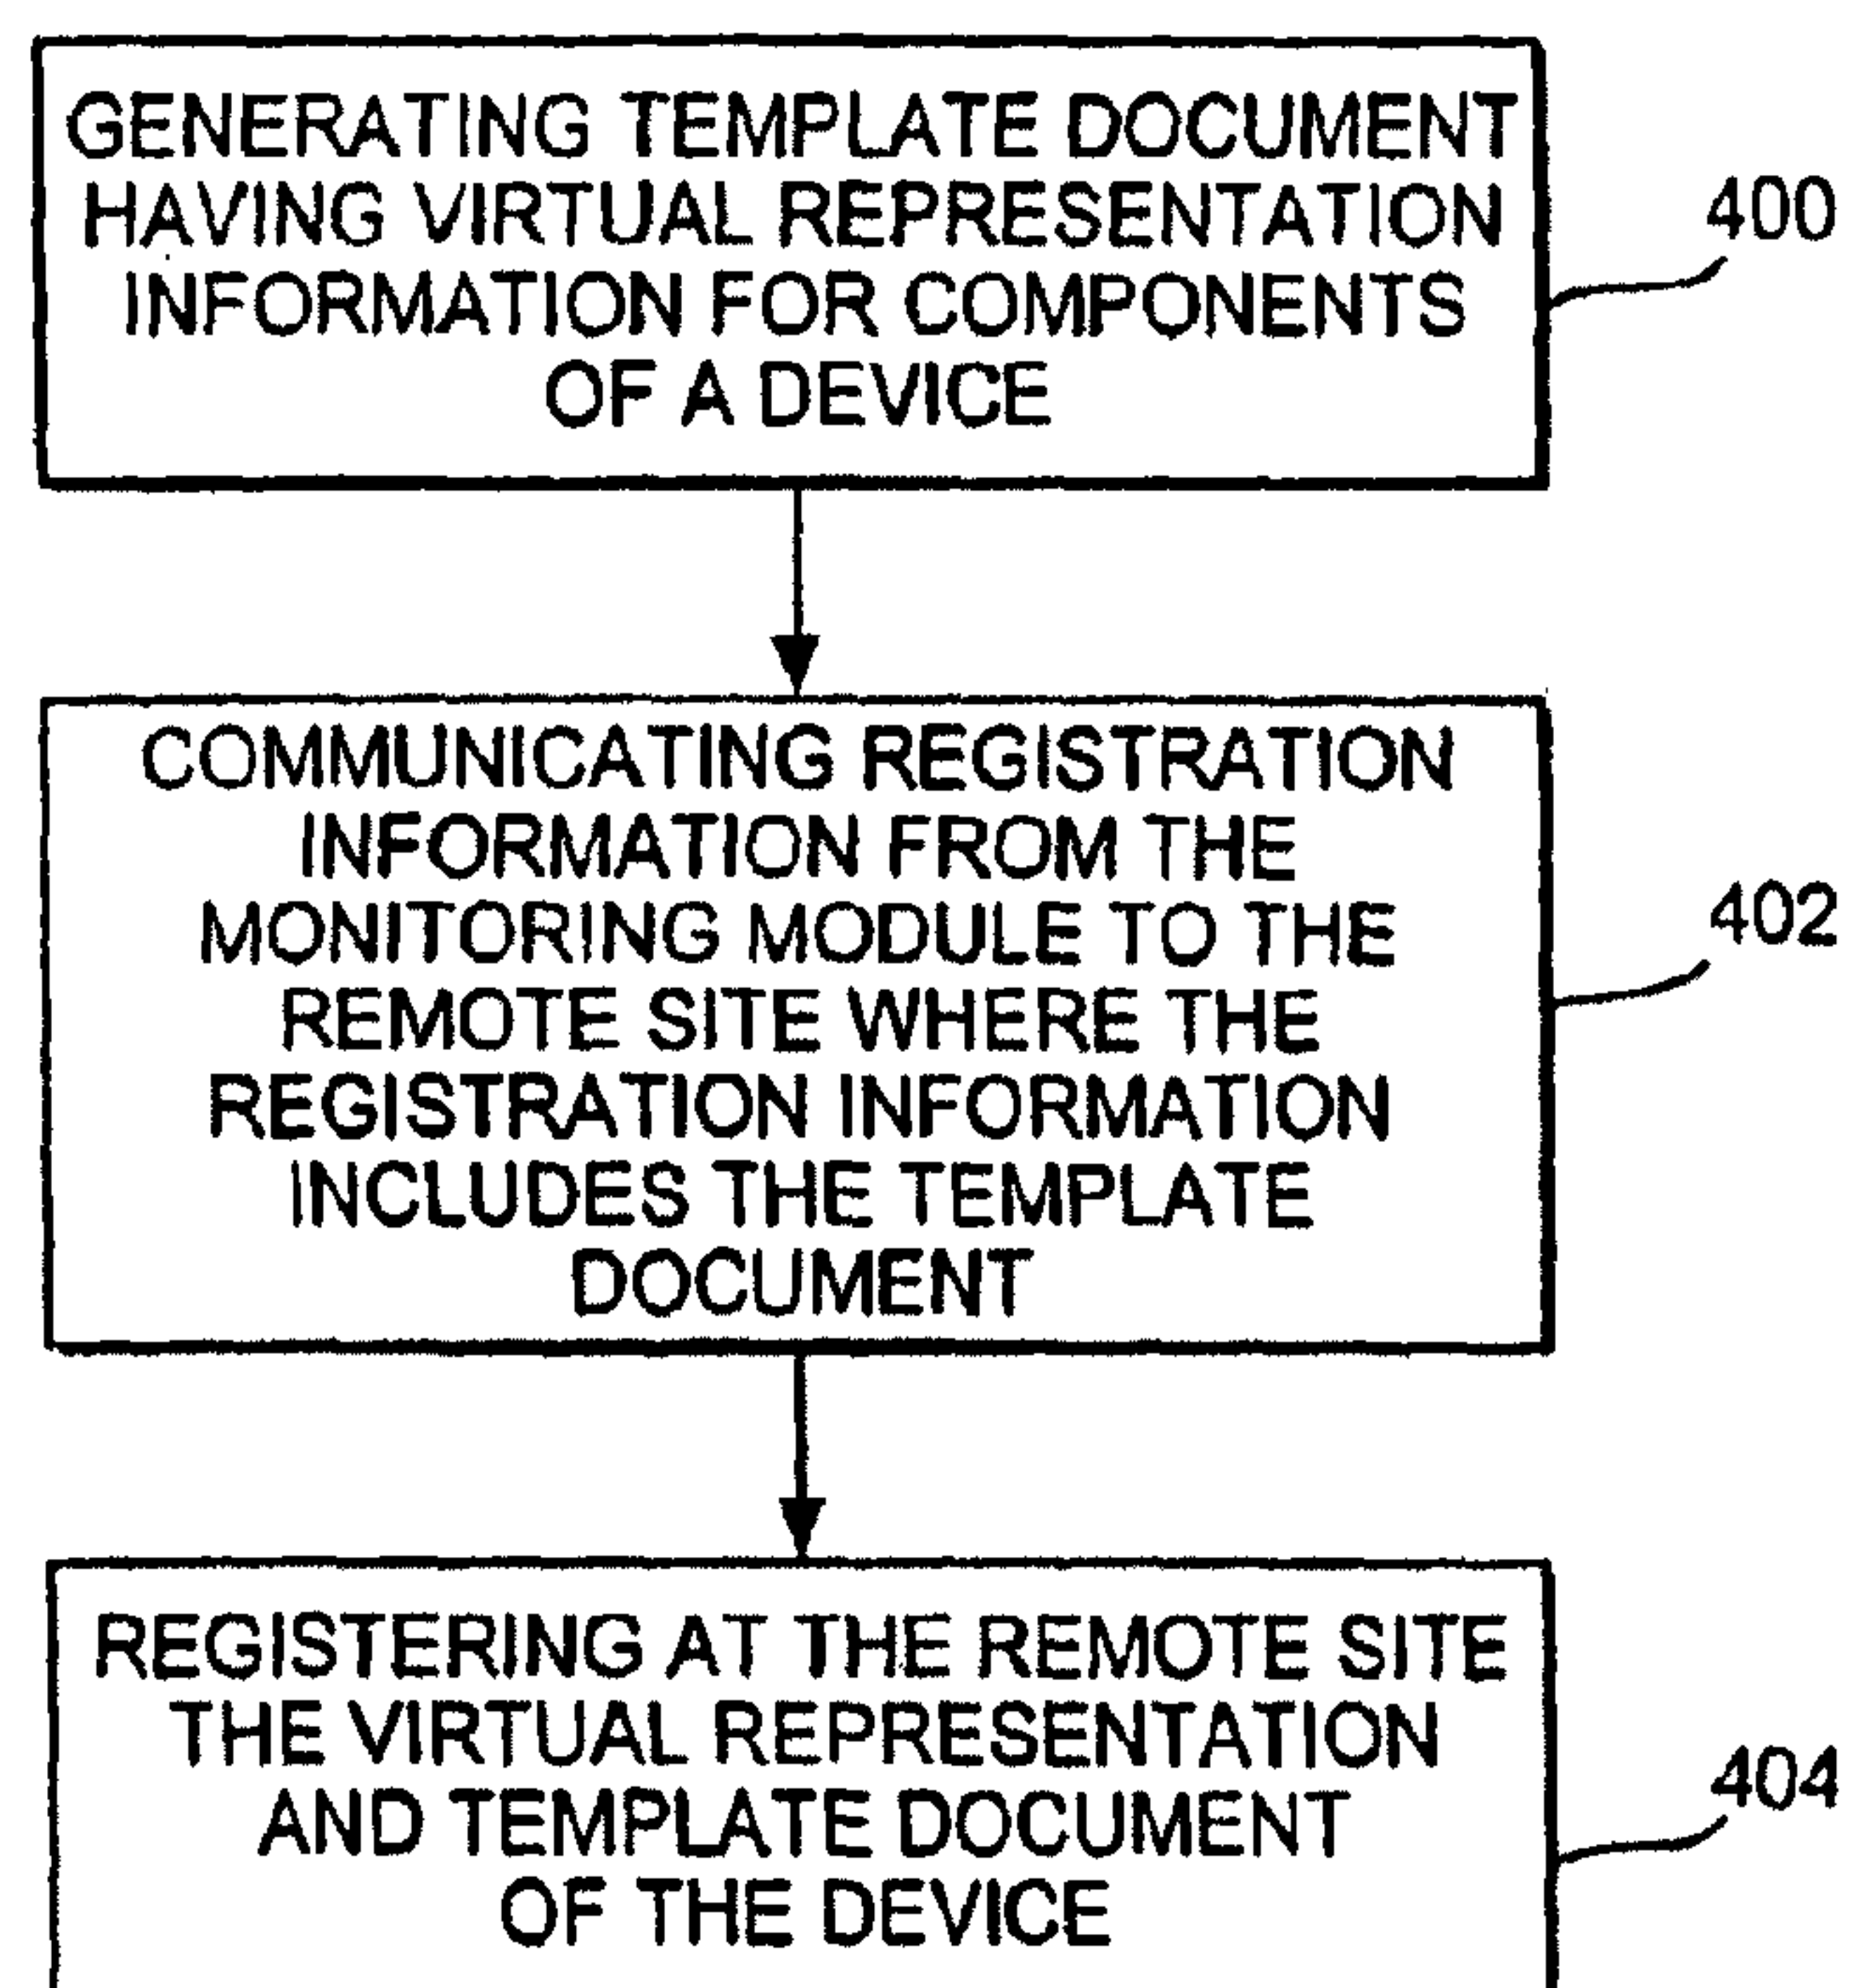 GENERATING TEMPLATE DOCUMENT
HAVING VIRTUAL REPRESENTATION
INFORMATION FOR COMPONENTS
OF A DEVICE
400
COMMUNICATING REGISTRATION
INFORMATION FROM THE
MONITORING MODULE TO THE
REMOTE SITE WHERE THE
REGISTRATION INFORMATION
INCLUDES THE TEMPLATE
DOCUMENT
402
REGISTERING AT THE REMOTE SITE
THE VIRTUAL REPRESENTATION
AND TEMPLATE DOCUMENT
OF THE DEVICE
404